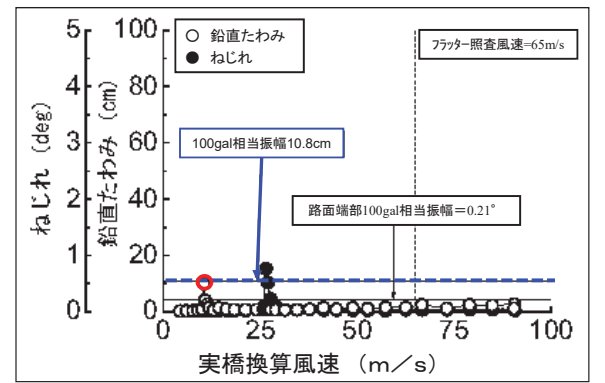 ○ 鉛直たわみ
● ねじれ
フラッター照査風速=65m/s
100gal相当振幅10.8cm
路面端部100gal相当振幅＝0.21°
ねじれ (deg)
5
4
3
2
1
0
鉛直たわみ (cm)
100
80
60
40
20
0
0 25 50 75 100
実橋換算風速 （m／s）